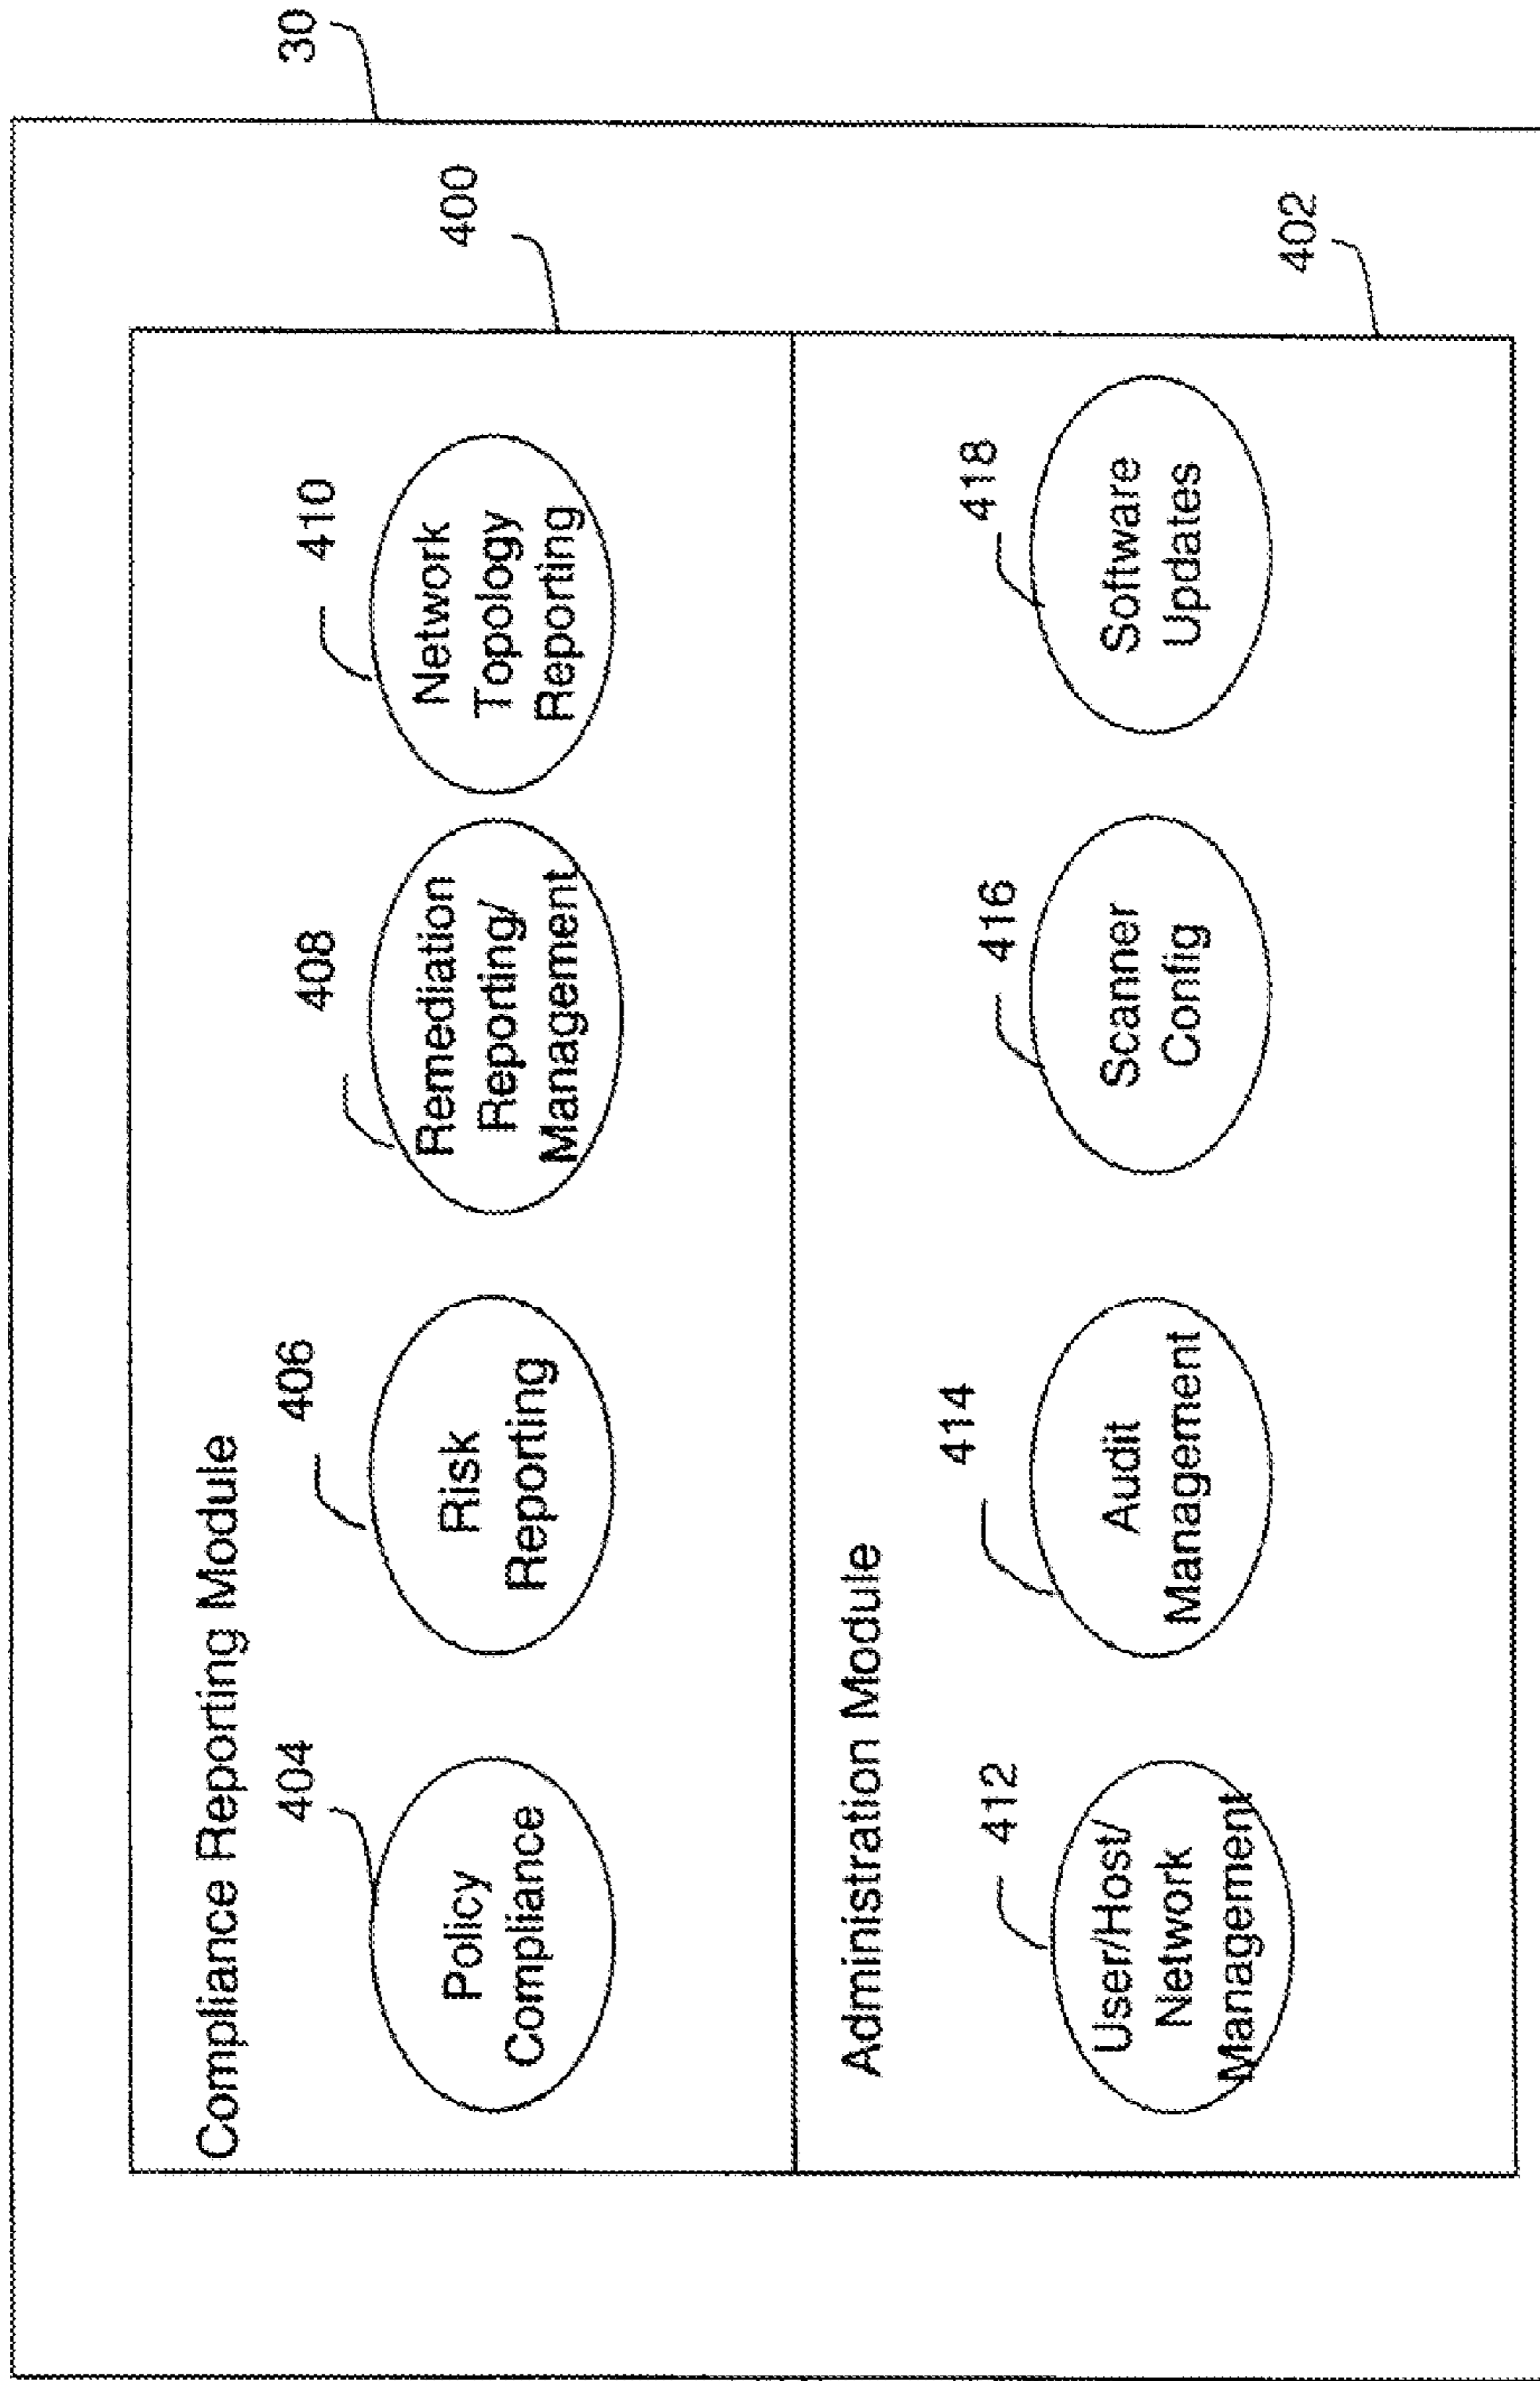 30
400
Compliance Reporting Module
404
Policy
Compliance
406
Risk
Reporting
408
Remediation
Reporting/
Management
410
Network
Topology
Reporting
402
Administration Module
412
User/Host/
Network
Management
414
Audit
Management
416
Scanner
Config
418
Software
Updates